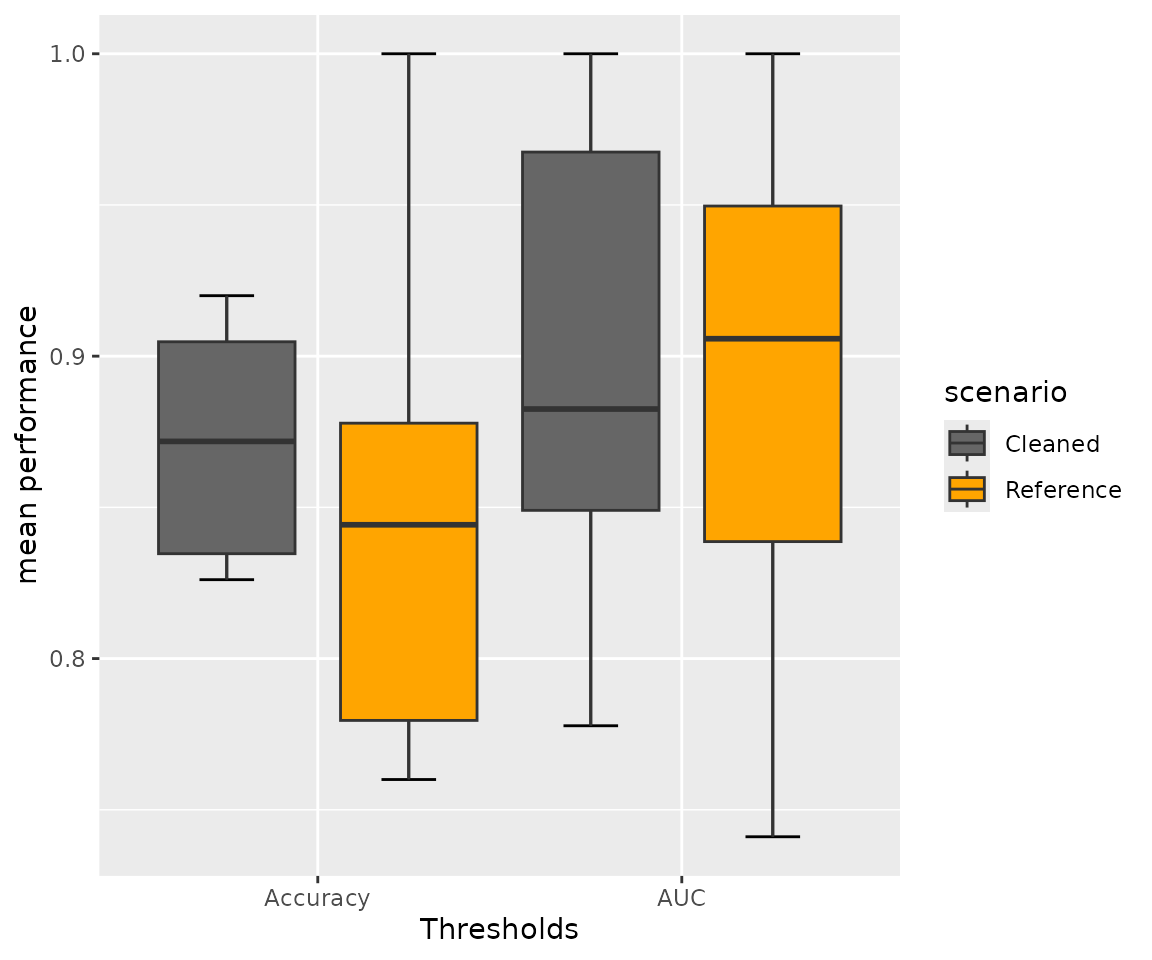 1.0
0.9
0.8
mean performance
Accuracy
AUC
Thresholds
scenario
Cleaned
Reference